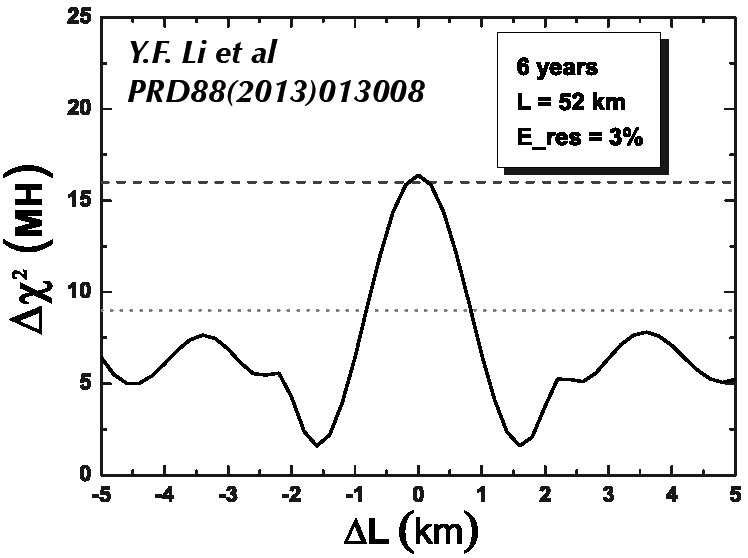 25
20
15
10
5
0
Δχ² (MH)
Y.F. Li et al
PRD88(2013)013008
6 years
L = 52 km
E_res = 3%
-5 -4 -3 -2 -1 0 1 2 3 4 5
ΔL (km)